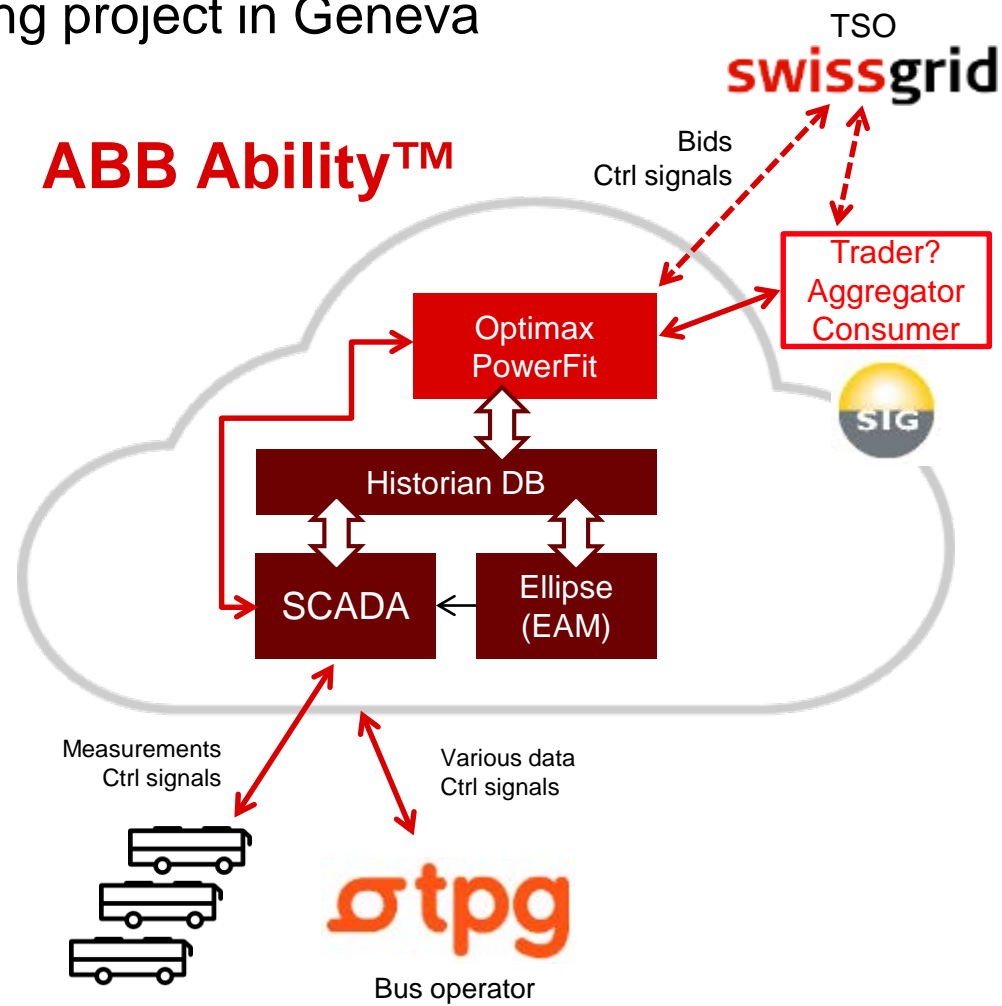 ng project in Geneva
TSO
swissgrid
ABB Ability™
Bids
Ctrl signals
Trader?
Aggregator
Consumer
Optimax
PowerFit
SIG
Historian DB
SCADA
Ellipse
(EAM)
Measurements
Ctrl signals
Various data
Ctrl signals
tpg
Bus operator